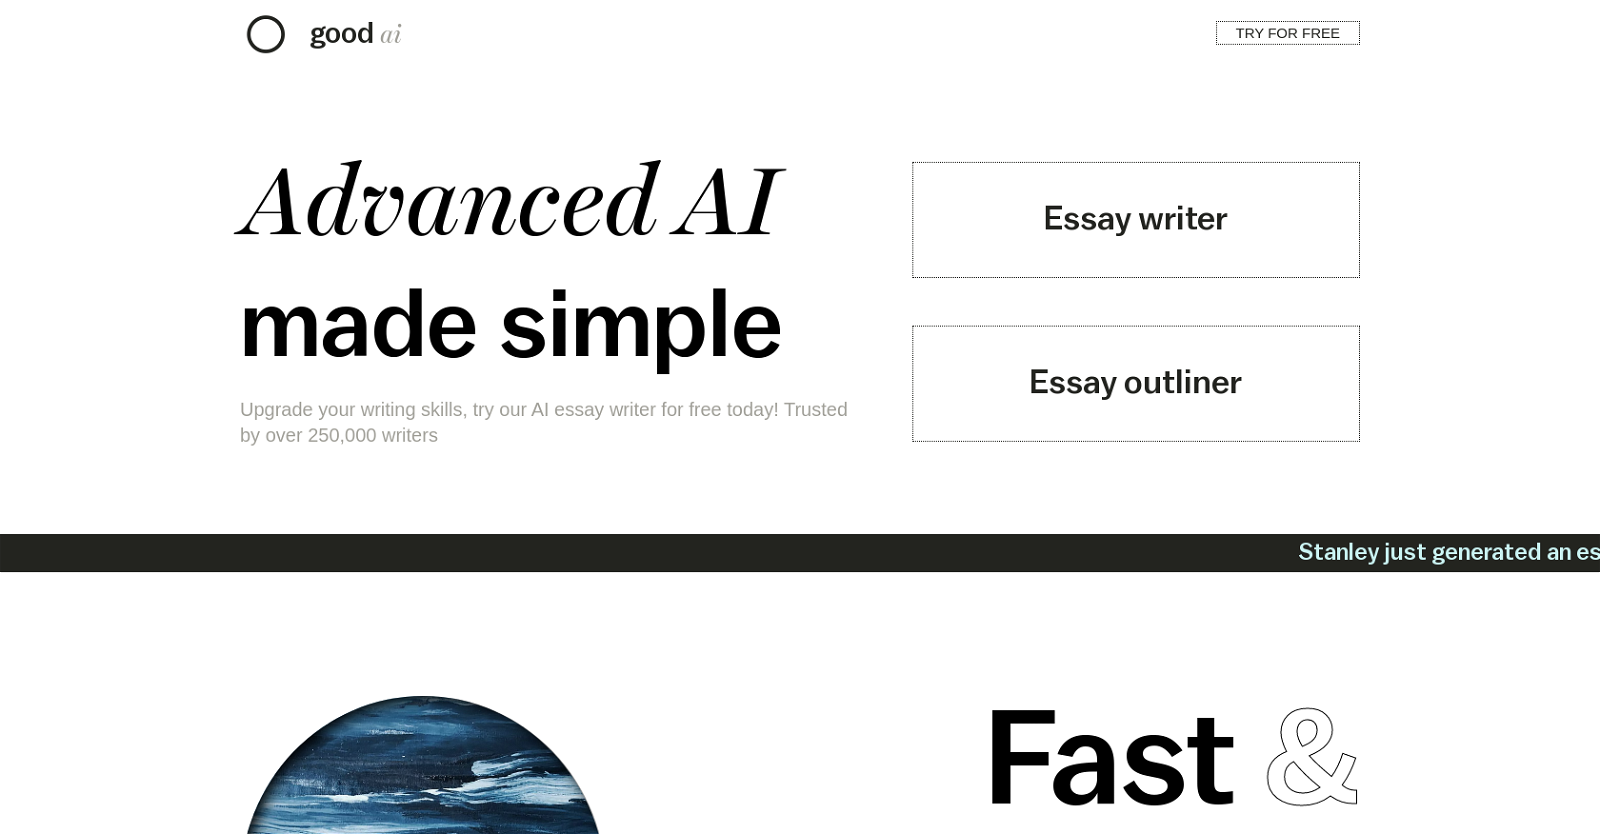 good ai
TRY FOR FREE
Advanced AI
made simple
Upgrade your writing skills, try our AI essay writer for free today! Trusted
by over 250,000 writers
Essay writer
Essay outliner
Stanley just generated an es
Fast &